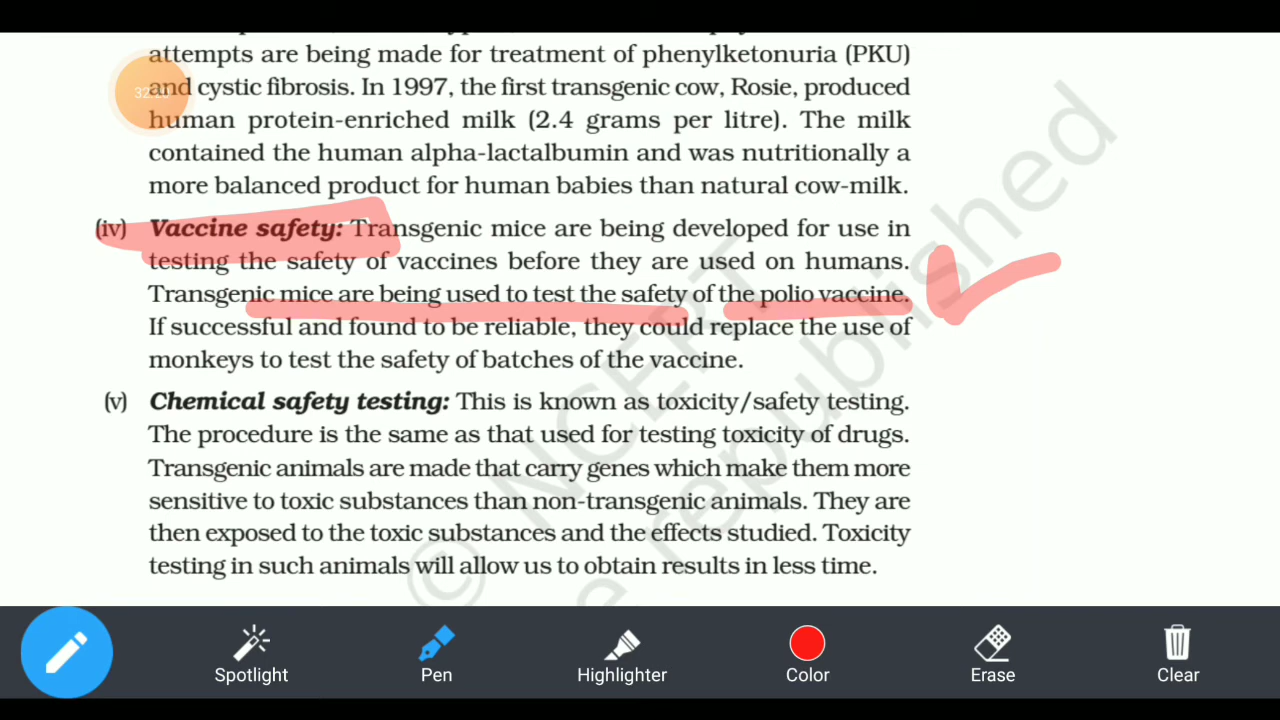 attempts are being made for treatment of phenylketonuria (PKU)
and cystic fibrosis. In 1997, the first transgenic cow, Rosie, produced
human protein-enriched milk (2.4 grams per litre). The milk
contained the human alpha-lactalbumin and was nutritionally a
more balanced product for human babies than natural cow-milk.
(iv) Vaccine safety: Transgenic mice are being developed for use in
testing the safety of vaccines before they are used on humans.
Transgenic mice are being used to test the safety of the polio vaccine.
If successful and found to be reliable, they could replace the use of
monkeys to test the safety of batches of the vaccine.
(v) Chemical safety testing: This is known as toxicity/safety testing.
The procedure is the same as that used for testing toxicity of drugs.
Transgenic animals are made that carry genes which make them more
sensitive to toxic substances than non-transgenic animals. They are
then exposed to the toxic substances and the effects studied. Toxicity
testing in such animals will allow us to obtain results in less time.
© NCERT
republished
Spotlight
Pen
Highlighter
Color
Erase
Clear